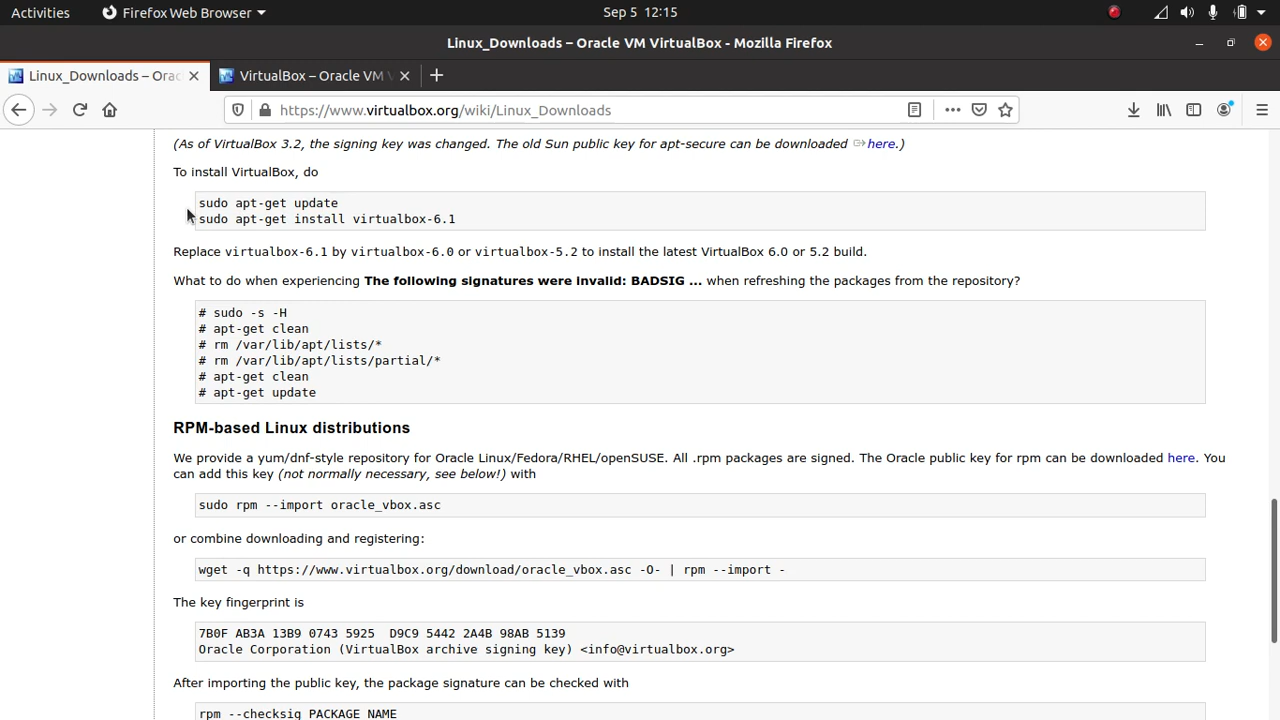 Activities
Firefox Web Browser
Sep 5 12:15
Linux_Downloads – Oracle VM VirtualBox - Mozilla Firefox
Linux_Downloads – Orac
VirtualBox – Oracle VM V
https://www.virtualbox.org/wiki/Linux_Downloads
(As of VirtualBox 3.2, the signing key was changed. The old Sun public key for apt-secure can be downloaded here.)
To install VirtualBox, do
sudo apt-get update
sudo apt-get install virtualbox-6.1
Replace virtualbox-6.1 by virtualbox-6.0 or virtualbox-5.2 to install the latest VirtualBox 6.0 or 5.2 build.
What to do when experiencing The following signatures were invalid: BADSIG ... when refreshing the packages from the repository?
# sudo -s -H
# apt-get clean
# rm /var/lib/apt/lists/*
# rm /var/lib/apt/lists/partial/*
# apt-get clean
# apt-get update
RPM-based Linux distributions
We provide a yum/dnf-style repository for Oracle Linux/Fedora/RHEL/openSUSE. All .rpm packages are signed. The Oracle public key for rpm can be downloaded here. You
can add this key (not normally necessary, see below!) with
sudo rpm --import oracle_vbox.asc
or combine downloading and registering:
wget -q https://www.virtualbox.org/download/oracle_vbox.asc -O- | rpm --import -
The key fingerprint is
7B0F AB3A 13B9 0743 5925  D9C9 5442 2A4B 98AB 5139
Oracle Corporation (VirtualBox archive signing key) <info@virtualbox.org>
After importing the public key, the package signature can be checked with
rpm --checksig PACKAGE_NAME